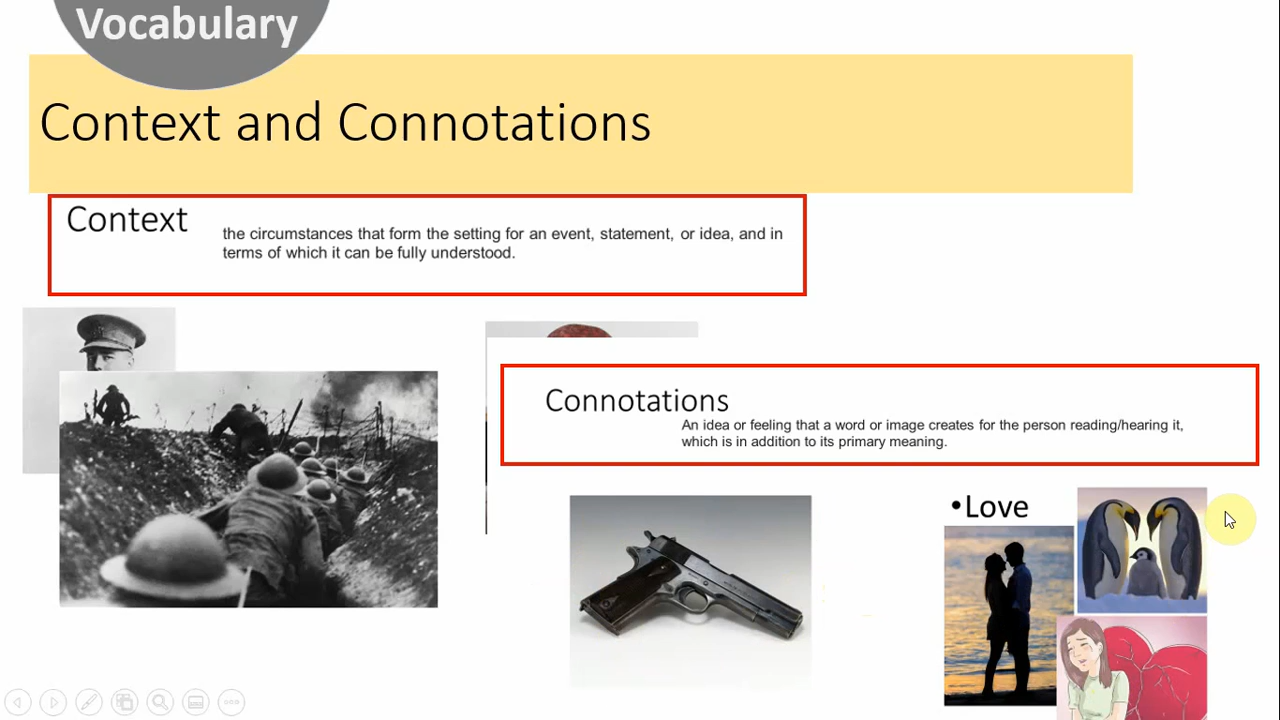 Vocabulary
Context and Connotations
Context
the circumstances that form the setting for an event, statement, or idea, and in
terms of which it can be fully understood.
Connotations
An idea or feeling that a word or image creates for the person reading/hearing it,
which is in addition to its primary meaning.
•Love